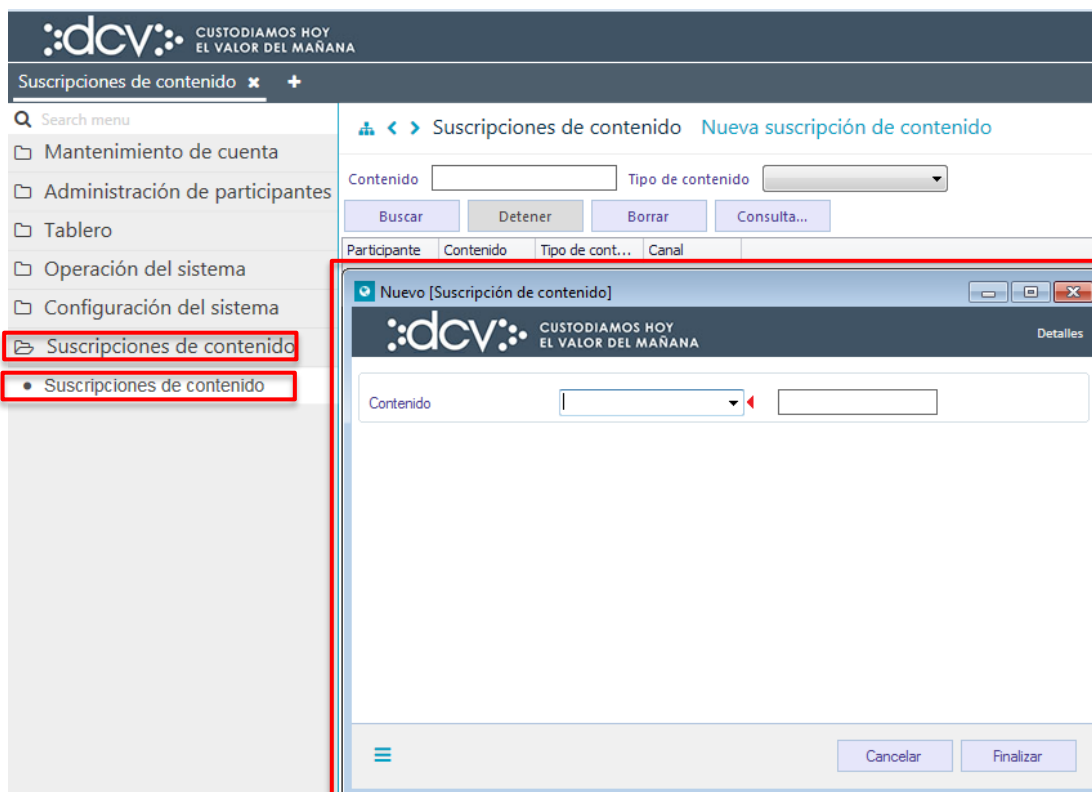 :dcv: CUSTODIAMOS HOY
EL VALOR DEL MAÑANA
Suscripciones de contenido
Search menu
Mantenimiento de cuenta
Administración de participantes
Tablero
Operación del sistema
Configuración del sistema
Suscripciones de contenido
Suscripciones de contenido
Suscripciones de contenido Nueva suscripción de contenido
Contenido Tipo de contenido
Buscar Detener Borrar Consulta...
Participante Contenido Tipo de cont... Canal
Nuevo [Suscripción de contenido]
:dcv: CUSTODIAMOS HOY
EL VALOR DEL MAÑANA
Detalles
Contenido
Cancelar Finalizar